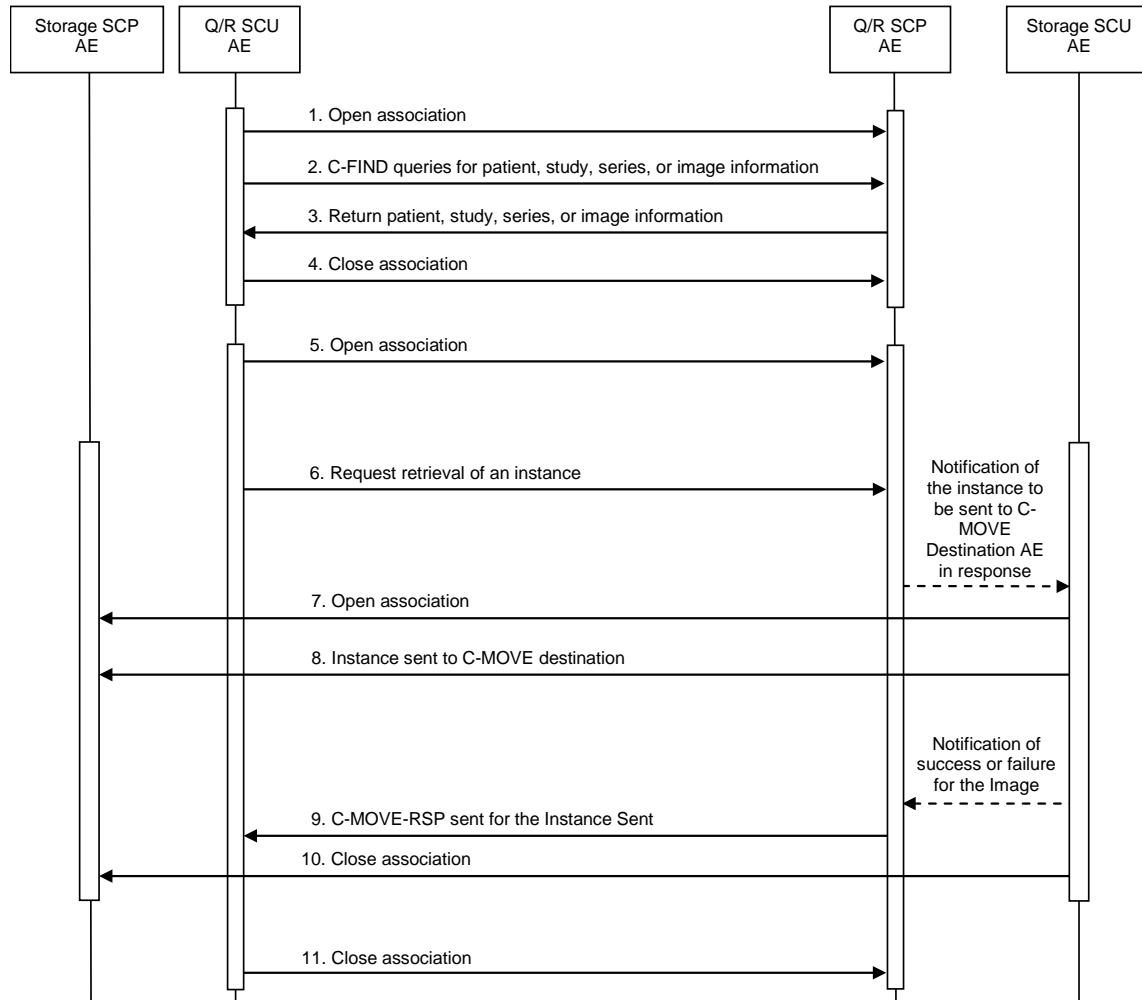 Storage SCP
AE
Q/R SCU
AE
Q/R SCP
AE
Storage SCU
AE
1. Open association
2. C-FIND queries for patient, study, series, or image information
3. Return patient, study, series, or image information
4. Close association
5. Open association
6. Request retrieval of an instance
Notification of
the instance to
be sent to C-
MOVE
Destination AE
in response
7. Open association
8. Instance sent to C-MOVE destination
Notification of
success or failure
for the Image
9. C-MOVE-RSP sent for the Instance Sent
10. Close association
11. Close association